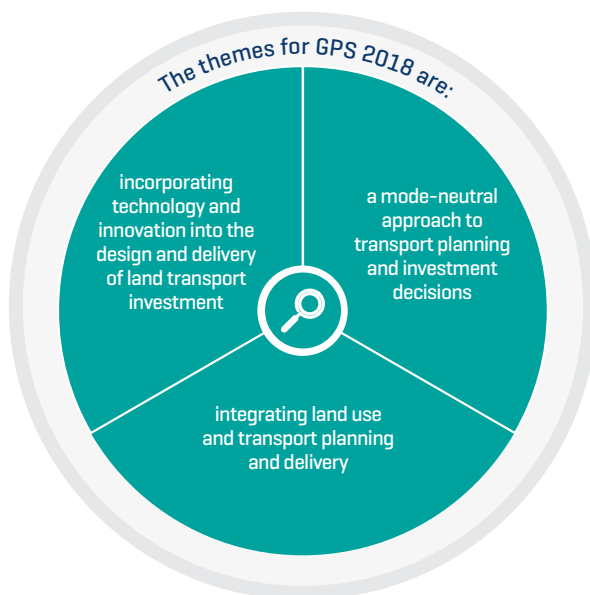 The themes for GPS 2018 are:
incorporating
technology and
innovation into the
design and delivery
of land transport
investment
a mode-neutral
approach to
transport planning
and investment
decisions
integrating land use
and transport planning
and delivery